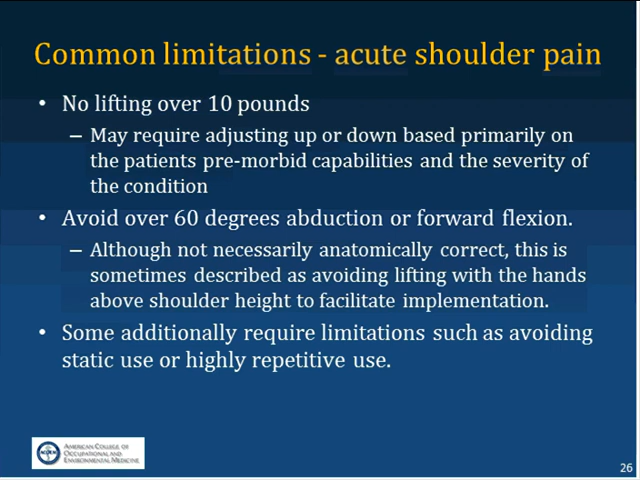 Common limitations - acute shoulder pain
• No lifting over 10 pounds
– May require adjusting up or down based primarily on
the patients pre-morbid capabilities and the severity of
the condition
• Avoid over 60 degrees abduction or forward flexion.
– Although not necessarily anatomically correct, this is
sometimes described as avoiding lifting with the hands
above shoulder height to facilitate implementation.
• Some additionally require limitations such as avoiding
static use or highly repetitive use.
American College of
Occupational and
Environmental Medicine
26